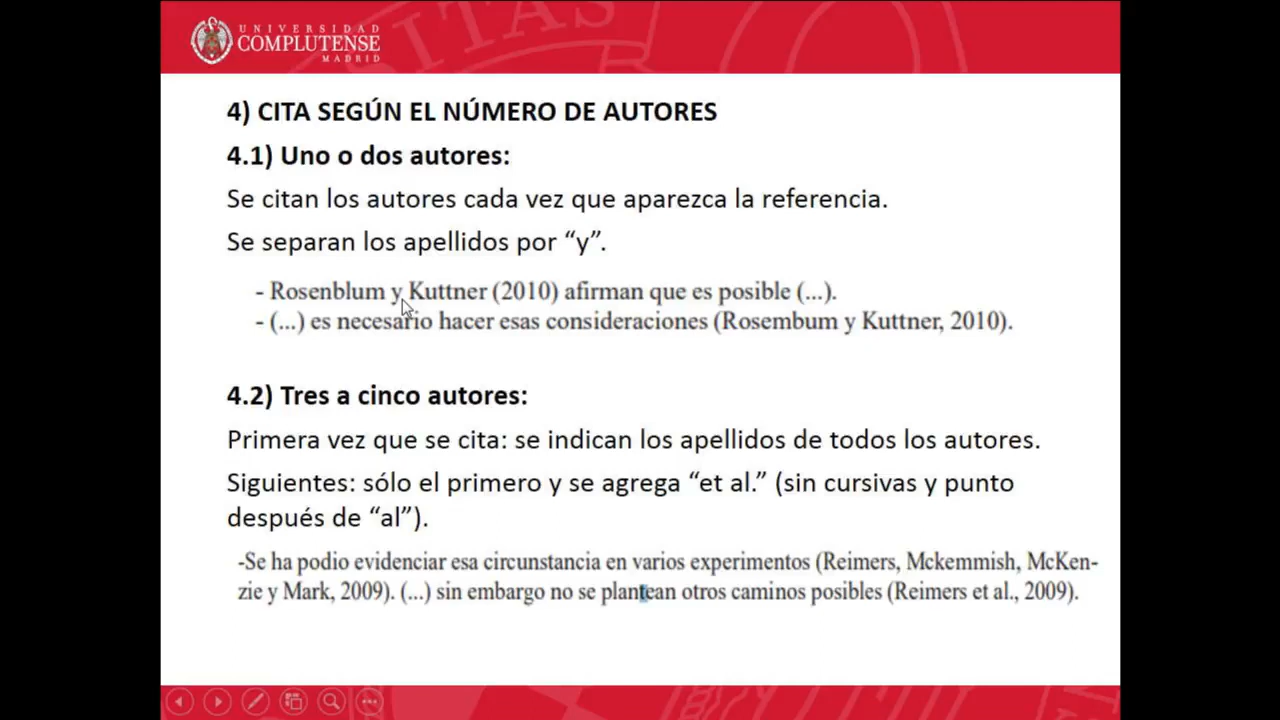 UNIVERSIDAD
COMPLUTENSE
MADRID
4) CITA SEGÚN EL NÚMERO DE AUTORES
4.1) Uno o dos autores:
Se citan los autores cada vez que aparezca la referencia.
Se separan los apellidos por “y”.
- Rosenblum y Kuttner (2010) afirman que es posible (...).
- (...) es necesario hacer esas consideraciones (Rosembum y Kuttner, 2010).
4.2) Tres a cinco autores:
Primera vez que se cita: se indican los apellidos de todos los autores.
Siguientes: sólo el primero y se agrega “et al.” (sin cursivas y punto
después de “al”).
-Se ha podio evidenciar esa circunstancia en varios experimentos (Reimers, Mckemmish, McKen-
zie y Mark, 2009). (...) sin embargo no se plantean otros caminos posibles (Reimers et al., 2009).